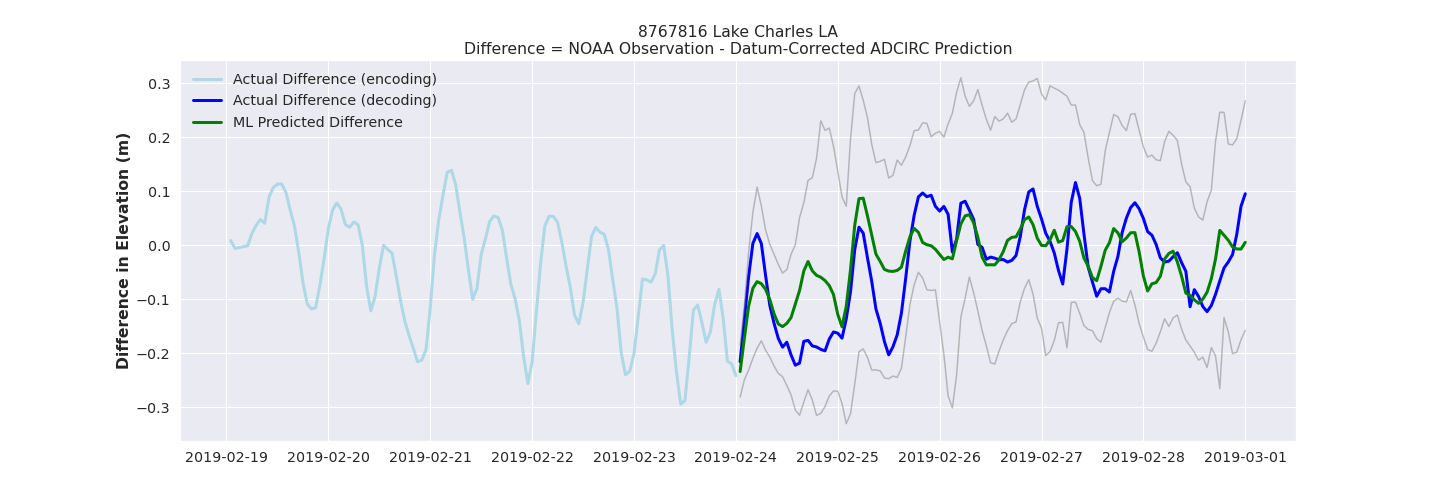 8767816 Lake Charles LA
Difference = NOAA Observation - Datum-Corrected ADCIRC Prediction
Actual Difference (encoding)
Actual Difference (decoding)
ML Predicted Difference
Difference in Elevation (m)
0.3
0.2
0.1
0.0
−0.1
−0.2
−0.3
2019-02-19 2019-02-20 2019-02-21 2019-02-22 2019-02-23 2019-02-24 2019-02-25 2019-02-26 2019-02-27 2019-02-28 2019-03-01